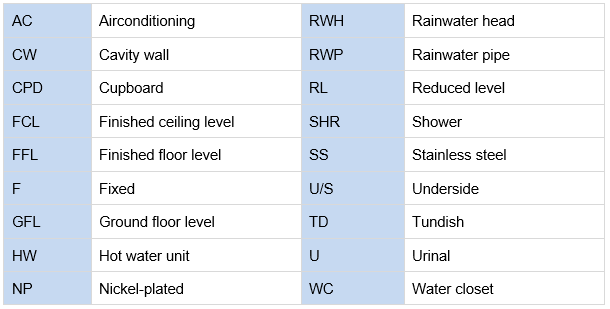 AC Airconditioning RWH Rainwater head
CW Cavity wall RWP Rainwater pipe
CPD Cupboard RL Reduced level
FCL Finished ceiling level SHR Shower
FFL Finished floor level SS Stainless steel
F Fixed U/S Underside
GFL Ground floor level TD Tundish
HW Hot water unit U Urinal
NP Nickel-plated WC Water closet